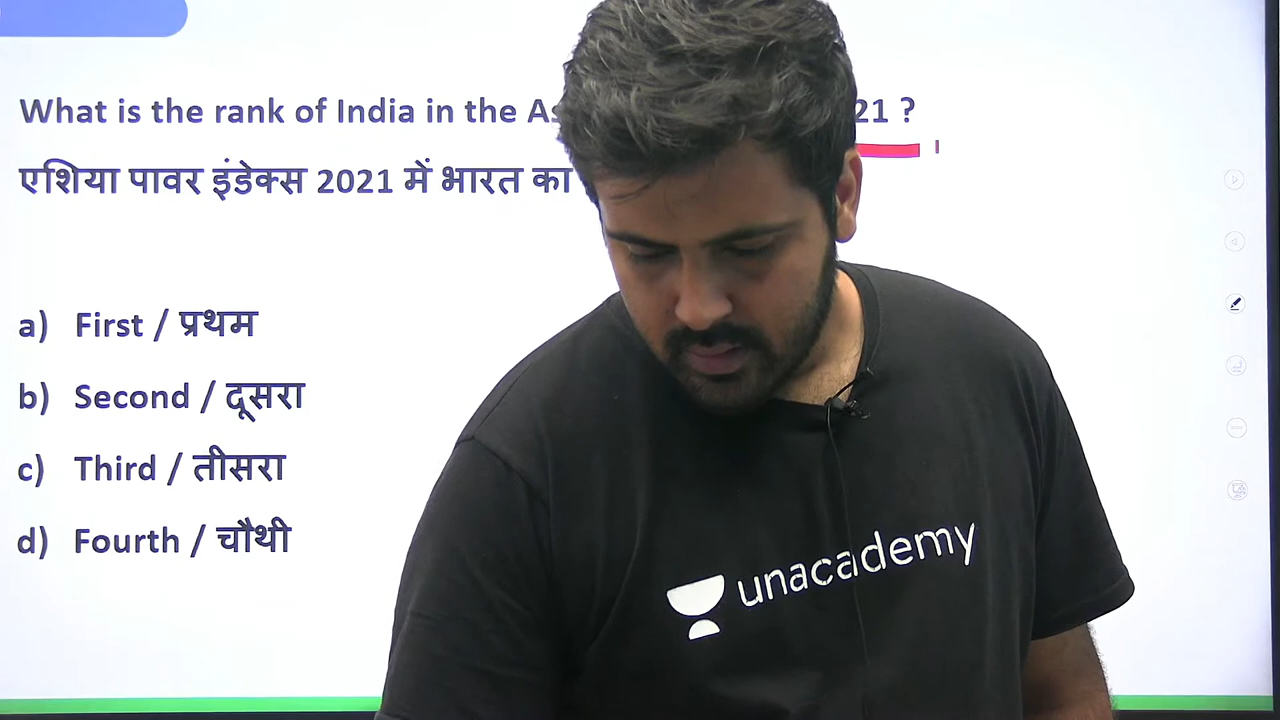 What is the rank of India in the As 21 ?
एशिया पावर इंडेक्स 2021 में भारत का
a) First / प्रथम
b) Second / दूसरा
c) Third / तीसरा
d) Fourth / चौथी
unacademy